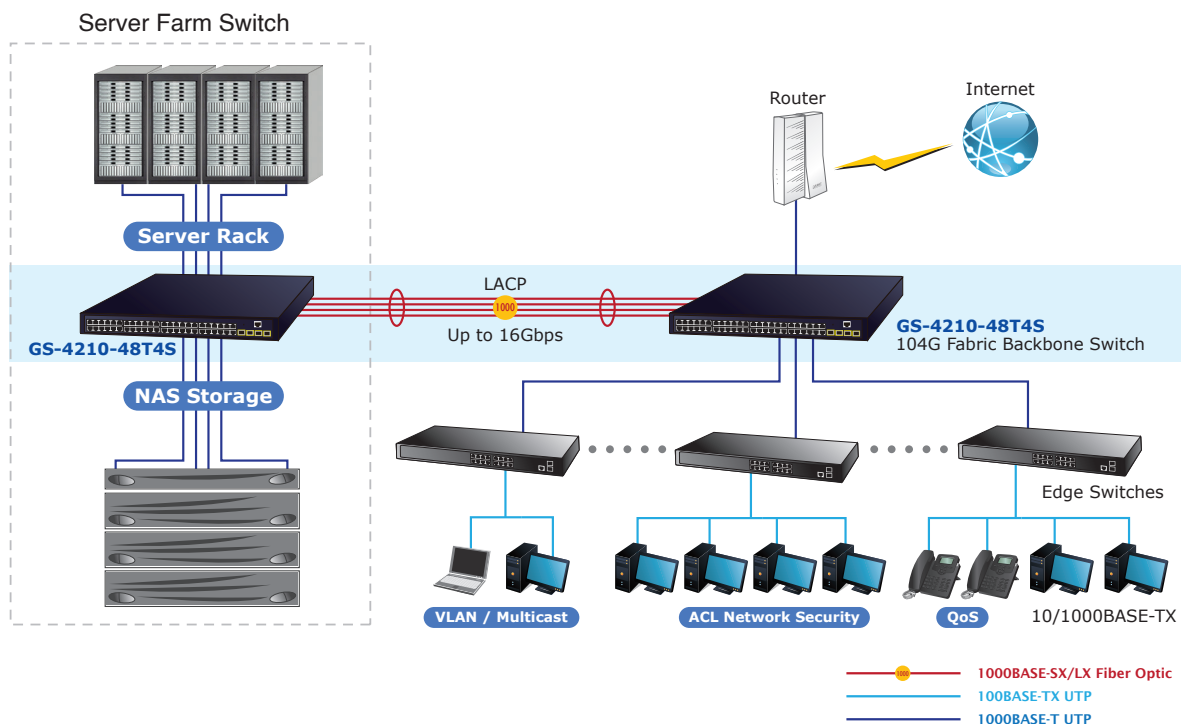 Server Farm Switch
Router
Internet
Server Rack
LACP
1000
Up to 16Gbps
GS-4210-48T4S
GS-4210-48T4S
104G Fabric Backbone Switch
NAS Storage
Edge Switches
VLAN / Multicast
ACL Network Security
QoS
10/1000BASE-TX
1000
1000BASE-SX/LX Fiber Optic
100BASE-TX UTP
1000BASE-T UTP